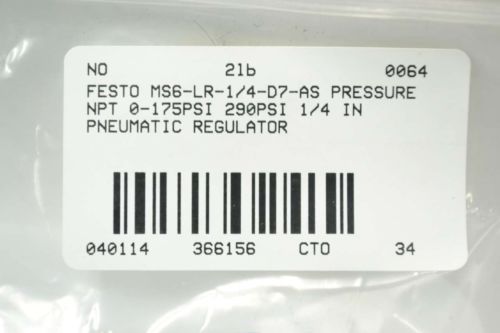 NO 2lb 0064
FESTO MS6-LR-1/4-D7-AS PRESSURE
NPT 0-175PSI 290PSI 1/4 IN
PNEUMATIC REGULATOR
040114 366156 CTO 34